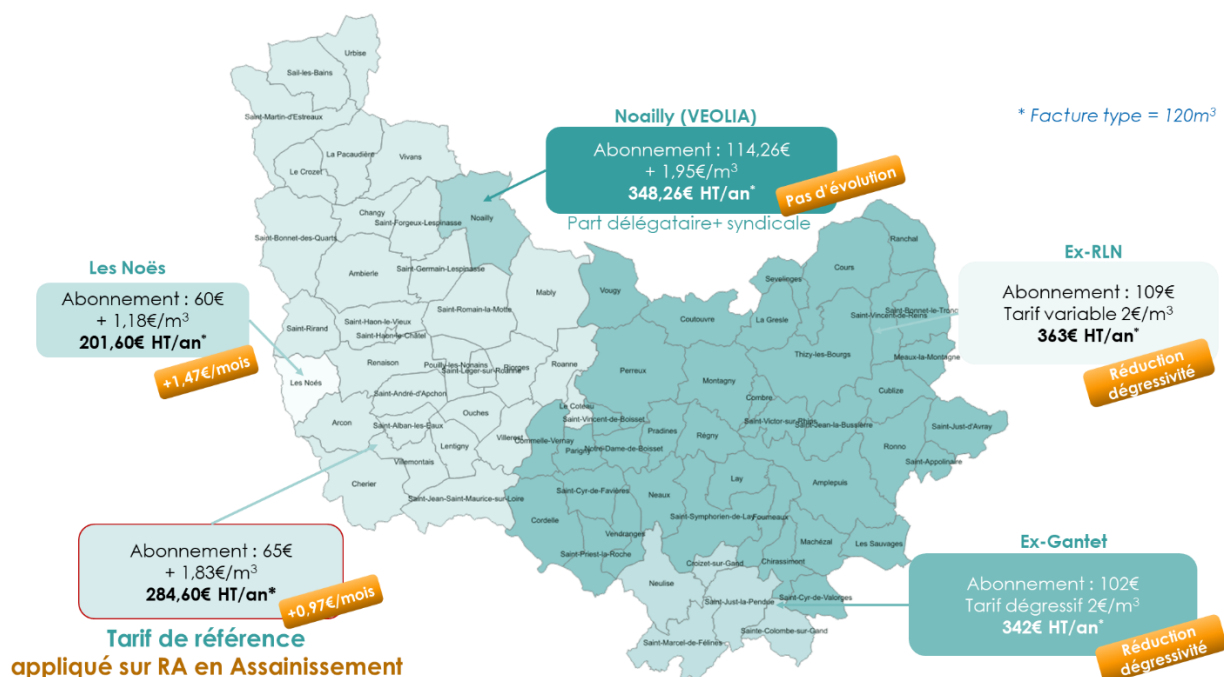 Noailly (VEOLIA)
Abonnement : 114,26€
+ 1,95€/m³
348,26€ HT/an*
Pas d'évolution
Part délégataire+ syndicale
* Facture type = 120m³
Les Noës
Abonnement : 60€
+ 1,18€/m³
201,60€ HT/an*
+1,47€/mois
Ex-RLN
Abonnement : 109€
Tarif variable 2€/m³
363€ HT/an*
Réduction
dégressivité
Abonnement : 65€
+ 1,83€/m³
284,60€ HT/an*
+0,97€/mois
Tarif de référence
appliqué sur RA en Assainissement
Ex-Gantet
Abonnement : 102€
Tarif dégressif 2€/m³
342€ HT/an*
Réduction
dégressivité
Urbise
Sail-les-Bains
Saint-Martin-d'Estreaux
La Pacaudière
Vivans
Le Crozet
Changy
Saint-Forgeux-Lespinasse
Noailly
Saint-Bonnet-des-Quarts
Ambierle
Saint-Germain-Lespinasse
Mably
Saint-Romain-la-Motte
Saint-Rirand
Saint-Haon-le-Vieux
Saint-Haon-le-Châtel
Renaison
Pouilly-les-Nonains
Saint-Léger-sur-Roanne
Riorges
Roanne
Les Noës
Saint-André-d'Apchon
Le Coteau
Arcon
Saint-Alban-les-Eaux
Ouches
Villerest
Lentigny
Villemontais
Cherier
Saint-Jean-Saint-Maurice-sur-Loire
Ranchal
Cours
Sevelinges
Vougy
Coutouvre
La Gresle
Saint-Vincent-de-Reins
Saint-Bonnet-le-Tronc
Thizy-les-Bourgs
Meaux-la-Montagne
Perreux
Montagny
Combre
Cublize
Saint-Vincent-de-Boisset
Saint-Victor-sur-Rhins
Saint-Jean-la-Bussière
Saint-Just-d'Avray
Commelle-Vernay
Pradines
Régny
Parigny
Notre-Dame-de-Boisset
Ronno
Saint-Appolinaire
Lay
Amplepuis
Saint-Cyr-de-Favières
Neaux
Cordelle
Saint-Symphorien-de-Lay
Fourneaux
Vendranges
Machézal
Les Sauvages
Saint-Priest-la-Roche
Croizet-sur-Gand
Chirassimont
Neulise
Saint-Just-la-Pendue
Saint-Cyr-de-Valorges
Saint-Marcel-de-Félines
Sainte-Colombe-sur-Gand